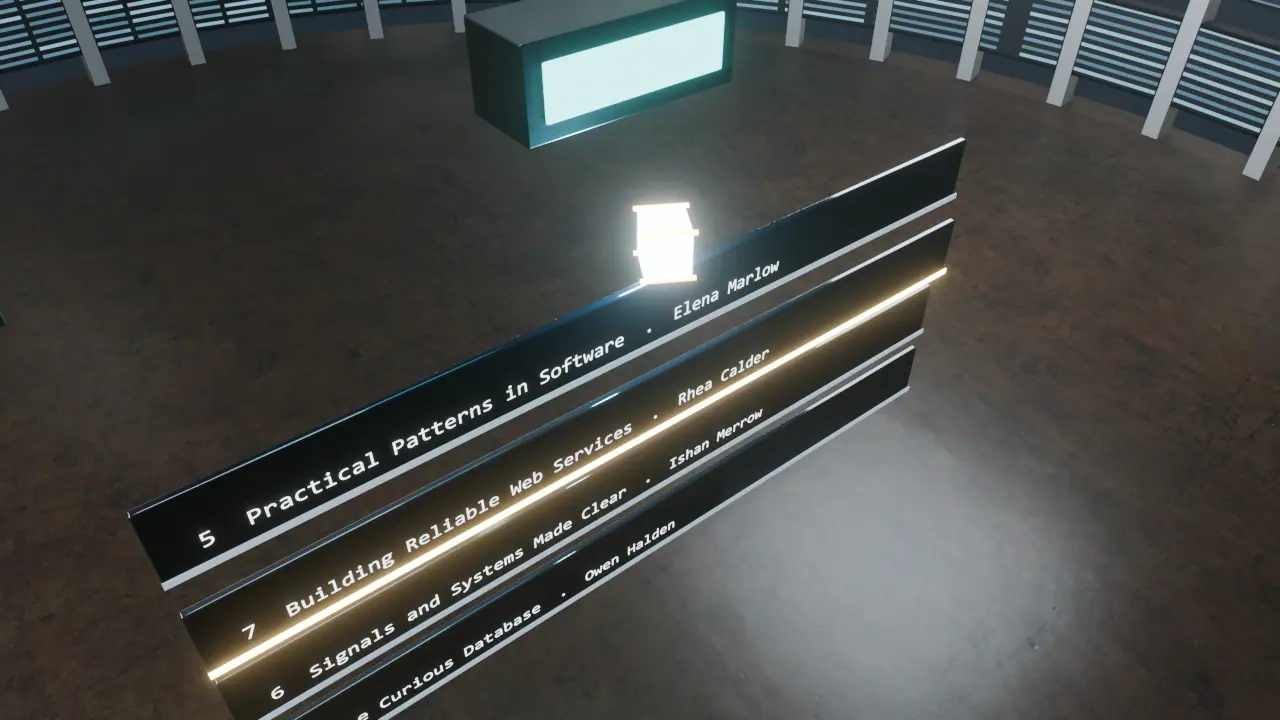 5 Practical Patterns in Software · Elena Marlow
7 Building Reliable Web Services · Rhea Calder
6 Signals and Systems Made Clear · Ishan Merrow
Curious Database · Owen Halden